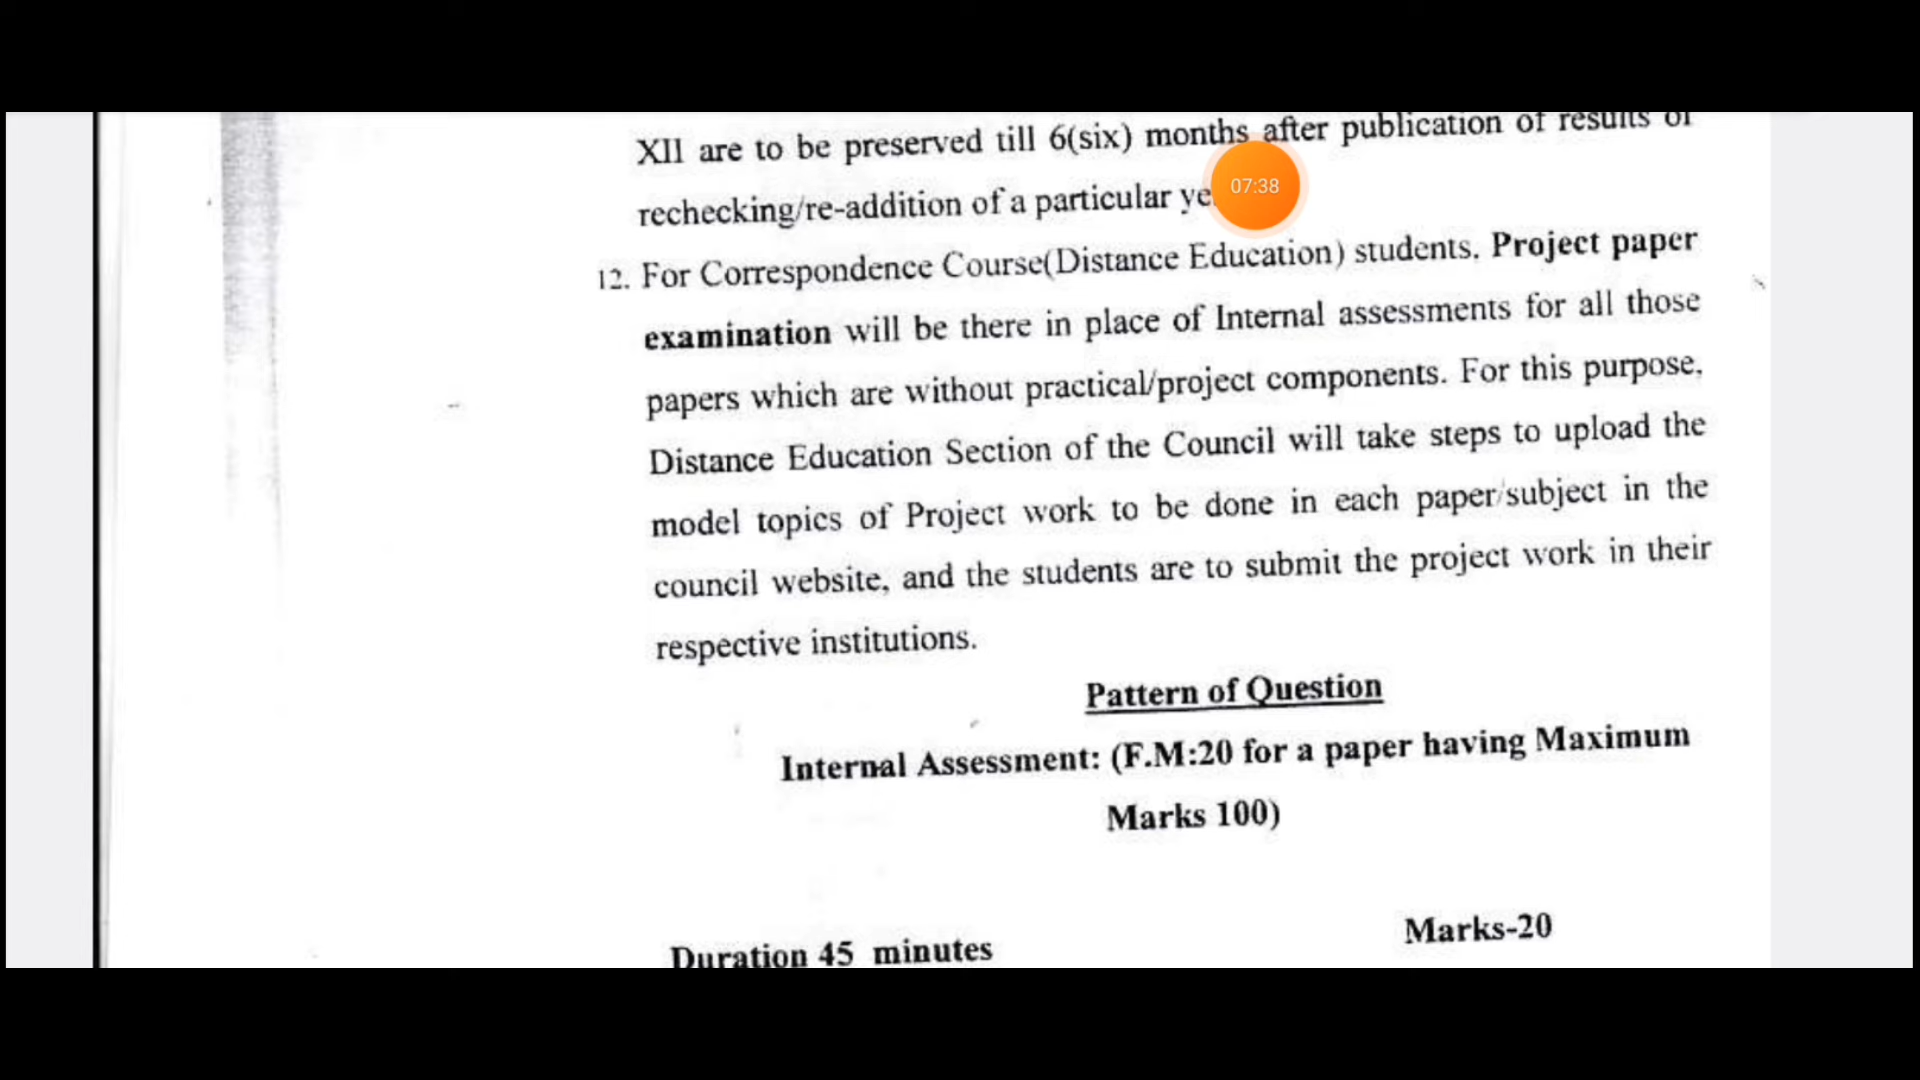 XII are to be preserved till 6(six) months after publication of results of
rechecking/re-addition of a particular
07:38
12. For Correspondence Course(Distance Education) students. Project paper
examination will be there in place of Internal assessments for all those
papers which are without practical/project components. For this purpose,
Distance Education Section of the Council will take steps to upload the
model topics of Project work to be done in each paper/subject in the
council website, and the students are to submit the project work in their
respective institutions.
Pattern of Question
Internal Assessment: (F.M:20 for a paper having Maximum
Marks 100)
Marks-20
Duration 45 minutes